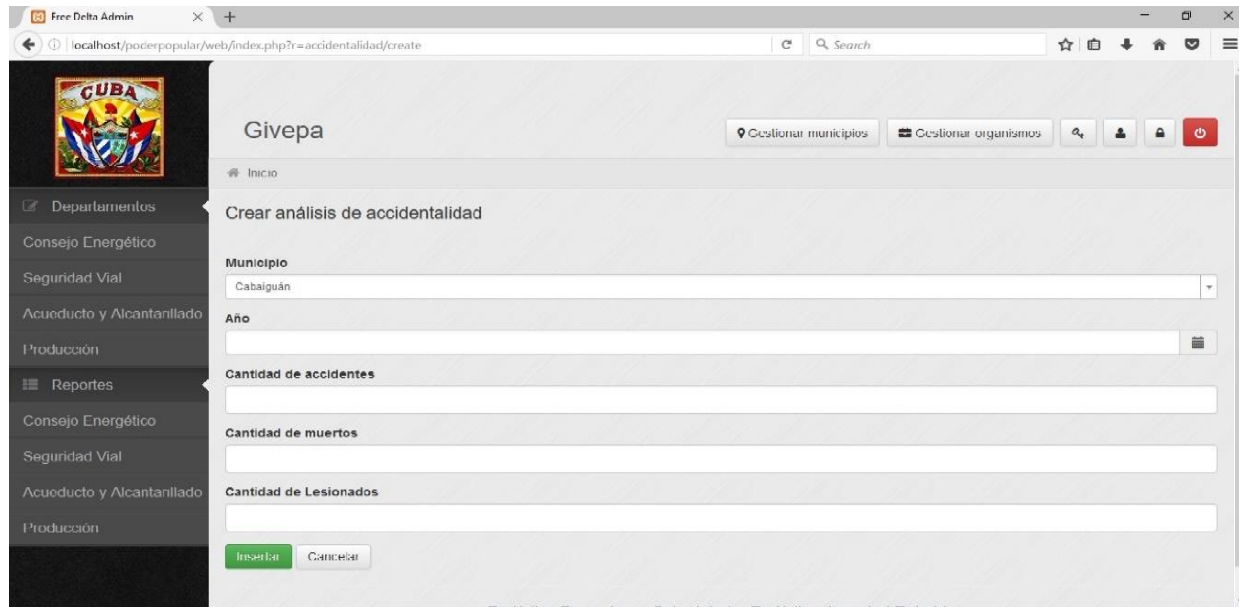 Free Delta Admin
localhost/poderpopular/web/index.php?r=accidentalidad/create
Search
CUBA
Givepa
Gestionar municipios
Gestionar organismos
Inicio
Departamentos
Consejo Energético
Seguridad Vial
Acueducto y Alcantarillado
Producción
Reportes
Consejo Energético
Seguridad Vial
Acueducto y Alcantarillado
Producción
Crear análisis de accidentalidad
Municipio
Cabaiguán
Año
Cantidad de accidentes
Cantidad de muertos
Cantidad de Lesionados
Insertar
Cancelar